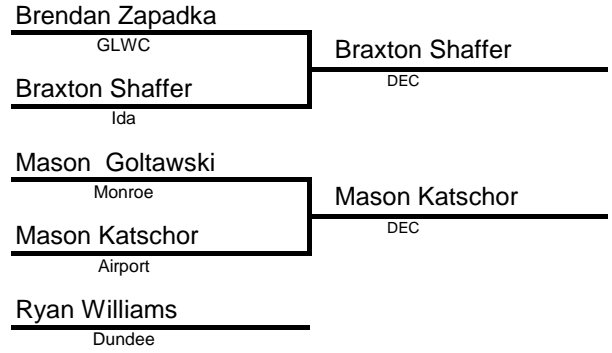 Brendan Zapadka
GLWC
Braxton Shaffer
DEC
Braxton Shaffer
Ida
Mason Goltawski
Monroe
Mason Katschor
DEC
Mason Katschor
Airport
Ryan Williams
Dundee